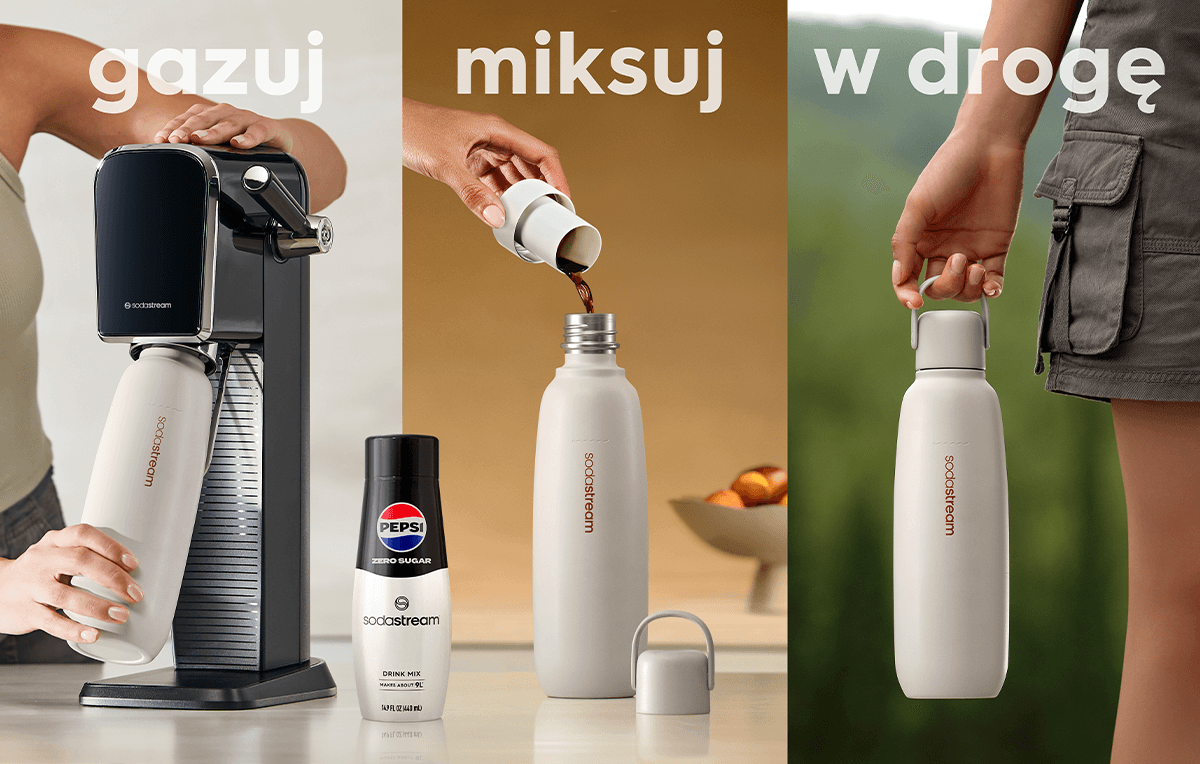 gazuj
miksuj
w drogę
sodastream
sodastream
PEPSI
ZERO SUGAR
sodastream
DRINK MIX
MAKES ABOUT 9L*
14.9 FL OZ (440 mL)
sodastream
sodastream